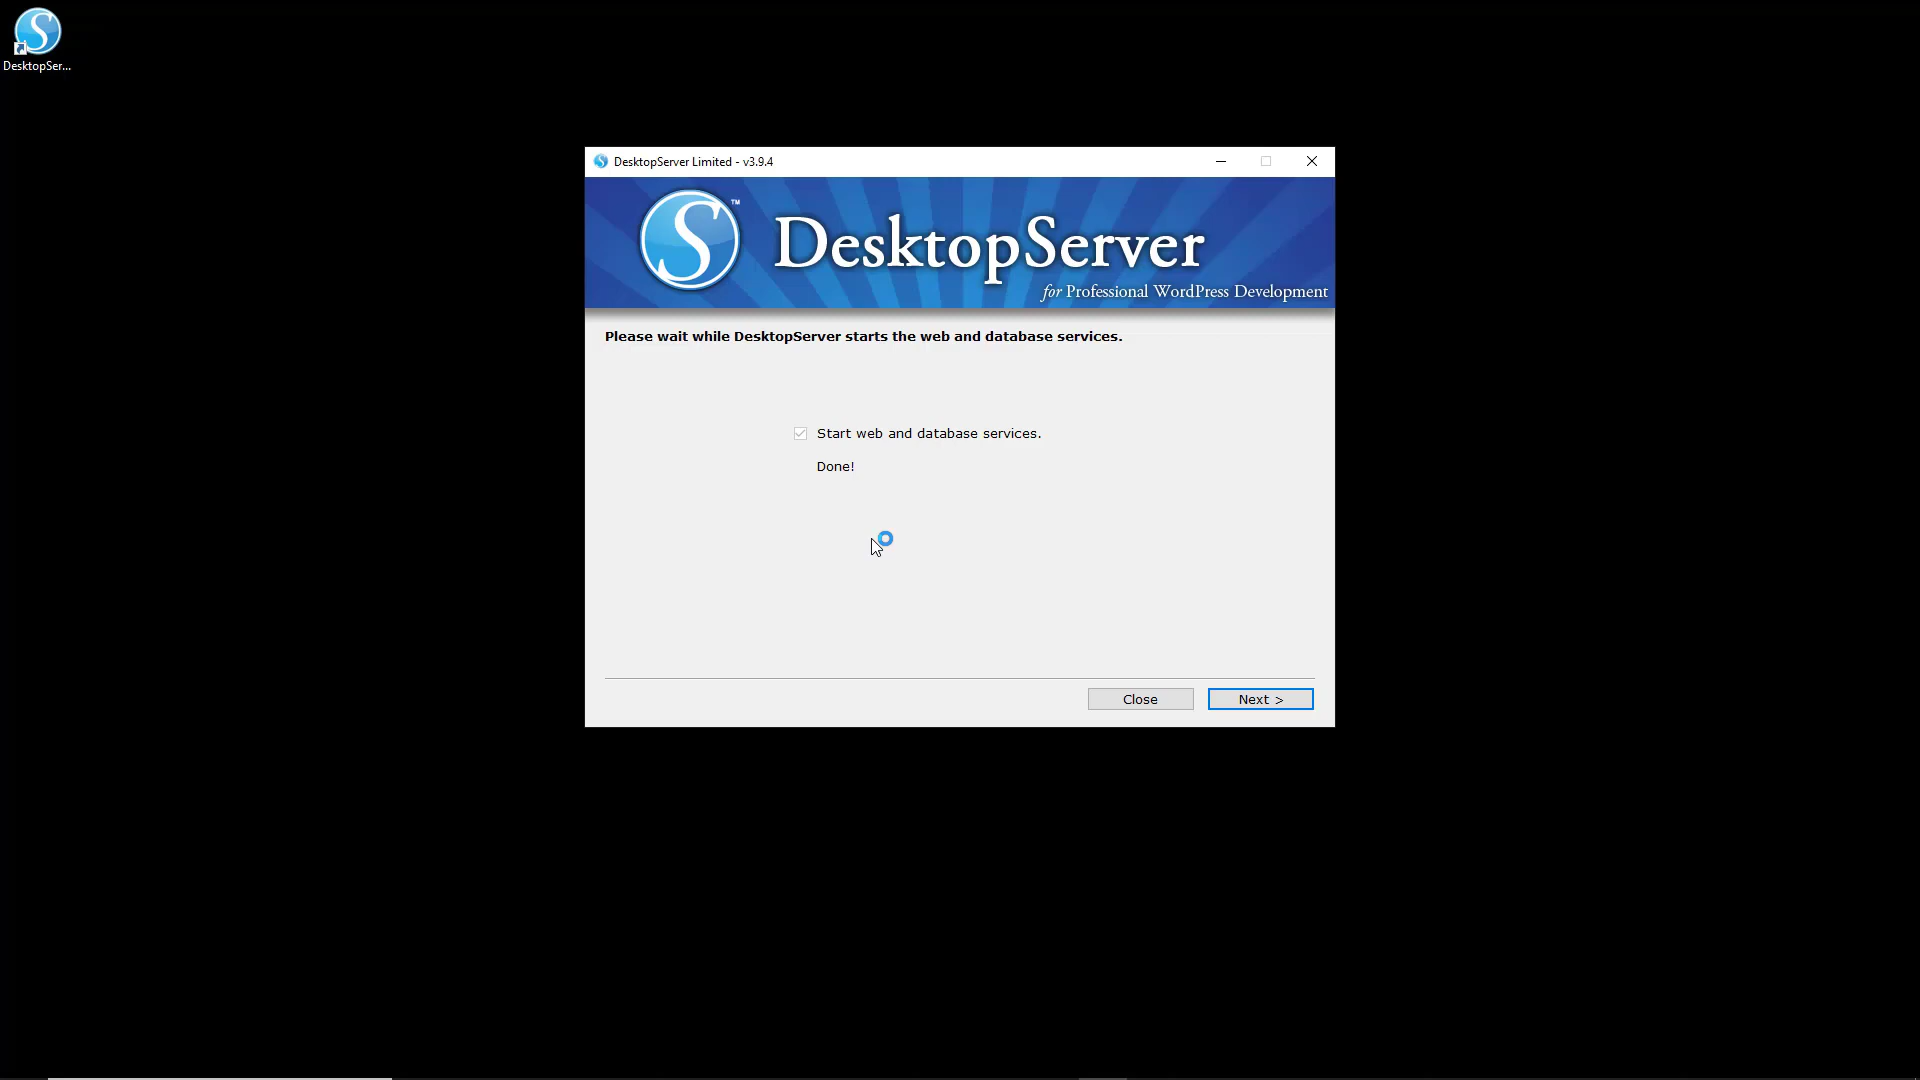 DesktopSer...
DesktopServer Limited - v3.9.4
S
™
DesktopServer
for Professional WordPress Development
Please wait while DesktopServer starts the web and database services.
Start web and database services.
Done!
Close
Next >